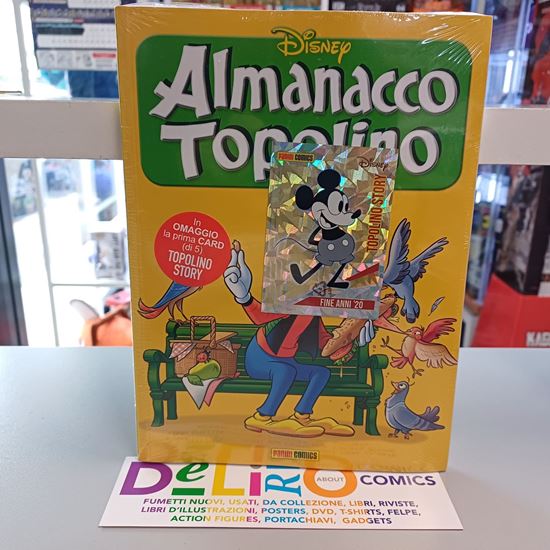 Disney
Almanacco
Topolino
PANINI COMICS
Disney
TOPOLINO STORY
FINE ANNI '20
In
OMAGGIO
la prima CARD
(di 5)
TOPOLINO
STORY
PANINI COMICS
DeLiRIO
ABOUT
COMICS
FUMETTI NUOVI, USATI, DA COLLEZIONE, LIBRI, RIVISTE,
LIBRI D'ILLUSTRAZIONI, POSTERS, DVD, T-SHIRTS, FELPE,
ACTION FIGURES, PORTACHIAVI, GADGETS